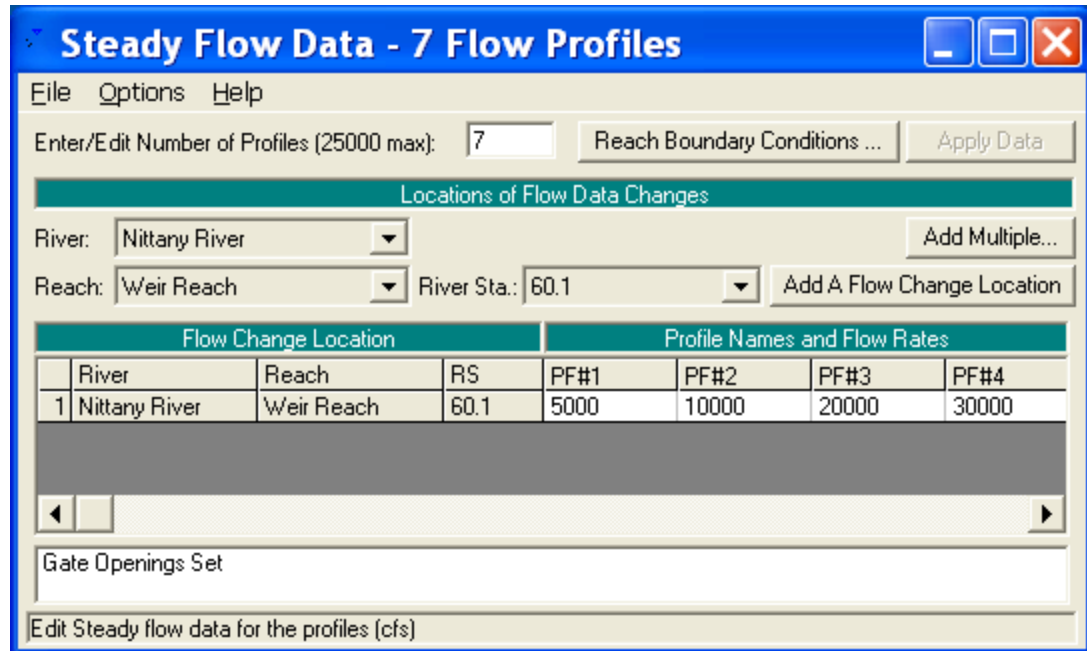 Steady Flow Data - 7 Flow Profiles
File Options Help
Enter/Edit Number of Profiles (25000 max): 7 Reach Boundary Conditions ... Apply Data
Locations of Flow Data Changes
River: Nittany River Add Multiple...
Reach: Weir Reach River Sta.: 60.1 Add A Flow Change Location
Flow Change Location Profile Names and Flow Rates
River Reach RS PF#1 PF#2 PF#3 PF#4
1 Nittany River Weir Reach 60.1 5000 10000 20000 30000
Gate Openings Set
Edit Steady flow data for the profiles (cfs)